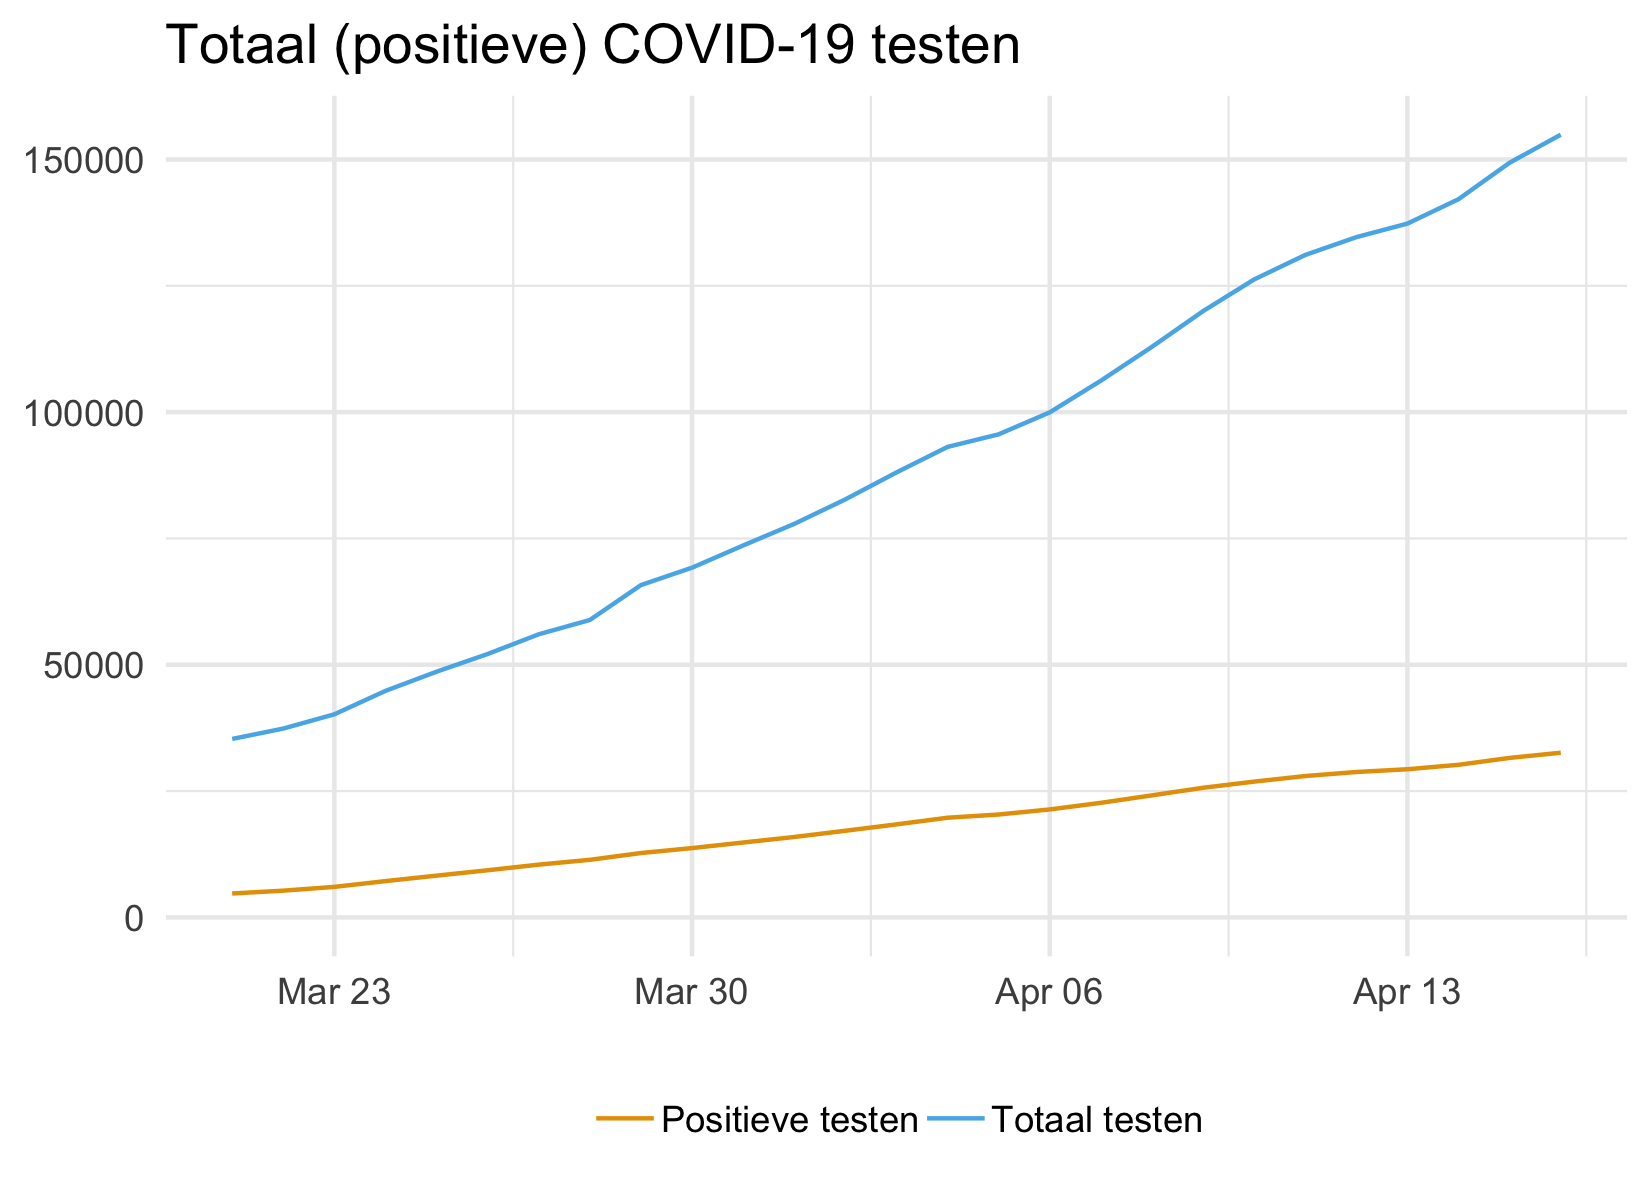 Totaal (positieve) COVID-19 testen
150000
100000
50000
0
Mar 23 Mar 30 Apr 06 Apr 13
Positieve testen Totaal testen